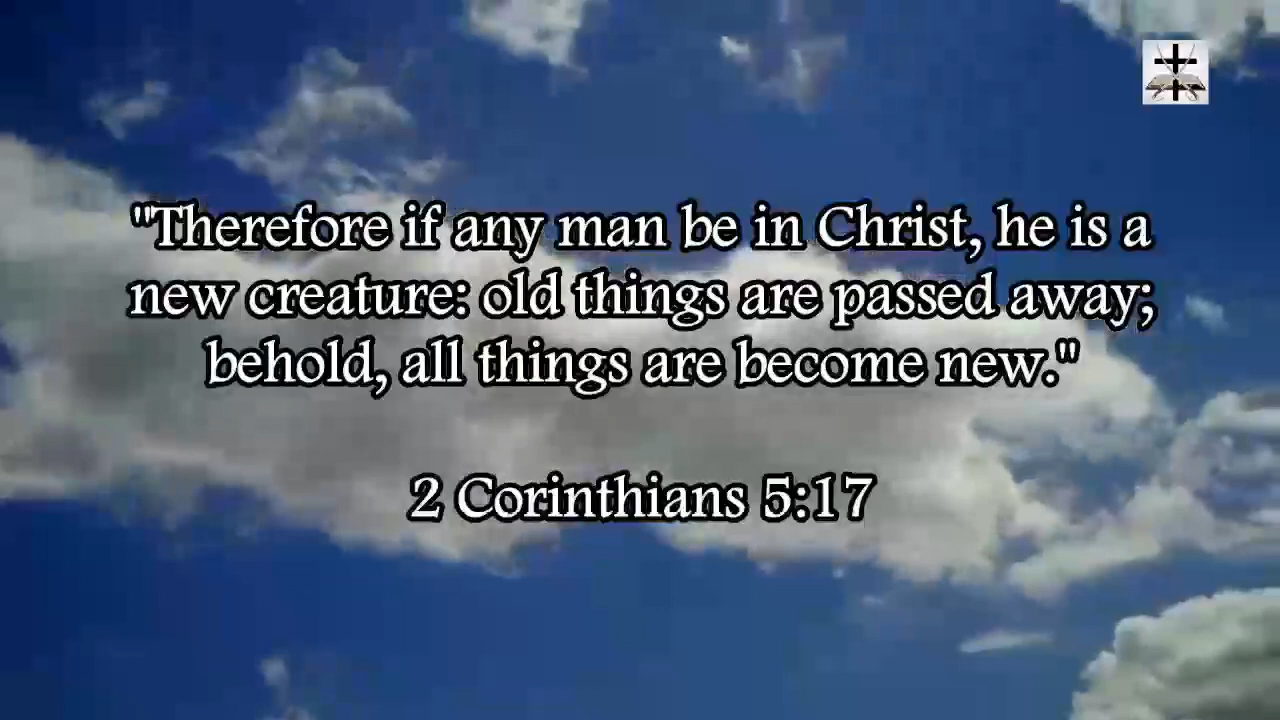 "Therefore if any man be in Christ, he is a
new creature: old things are passed away;
behold, all things are become new."
2 Corinthians 5:17